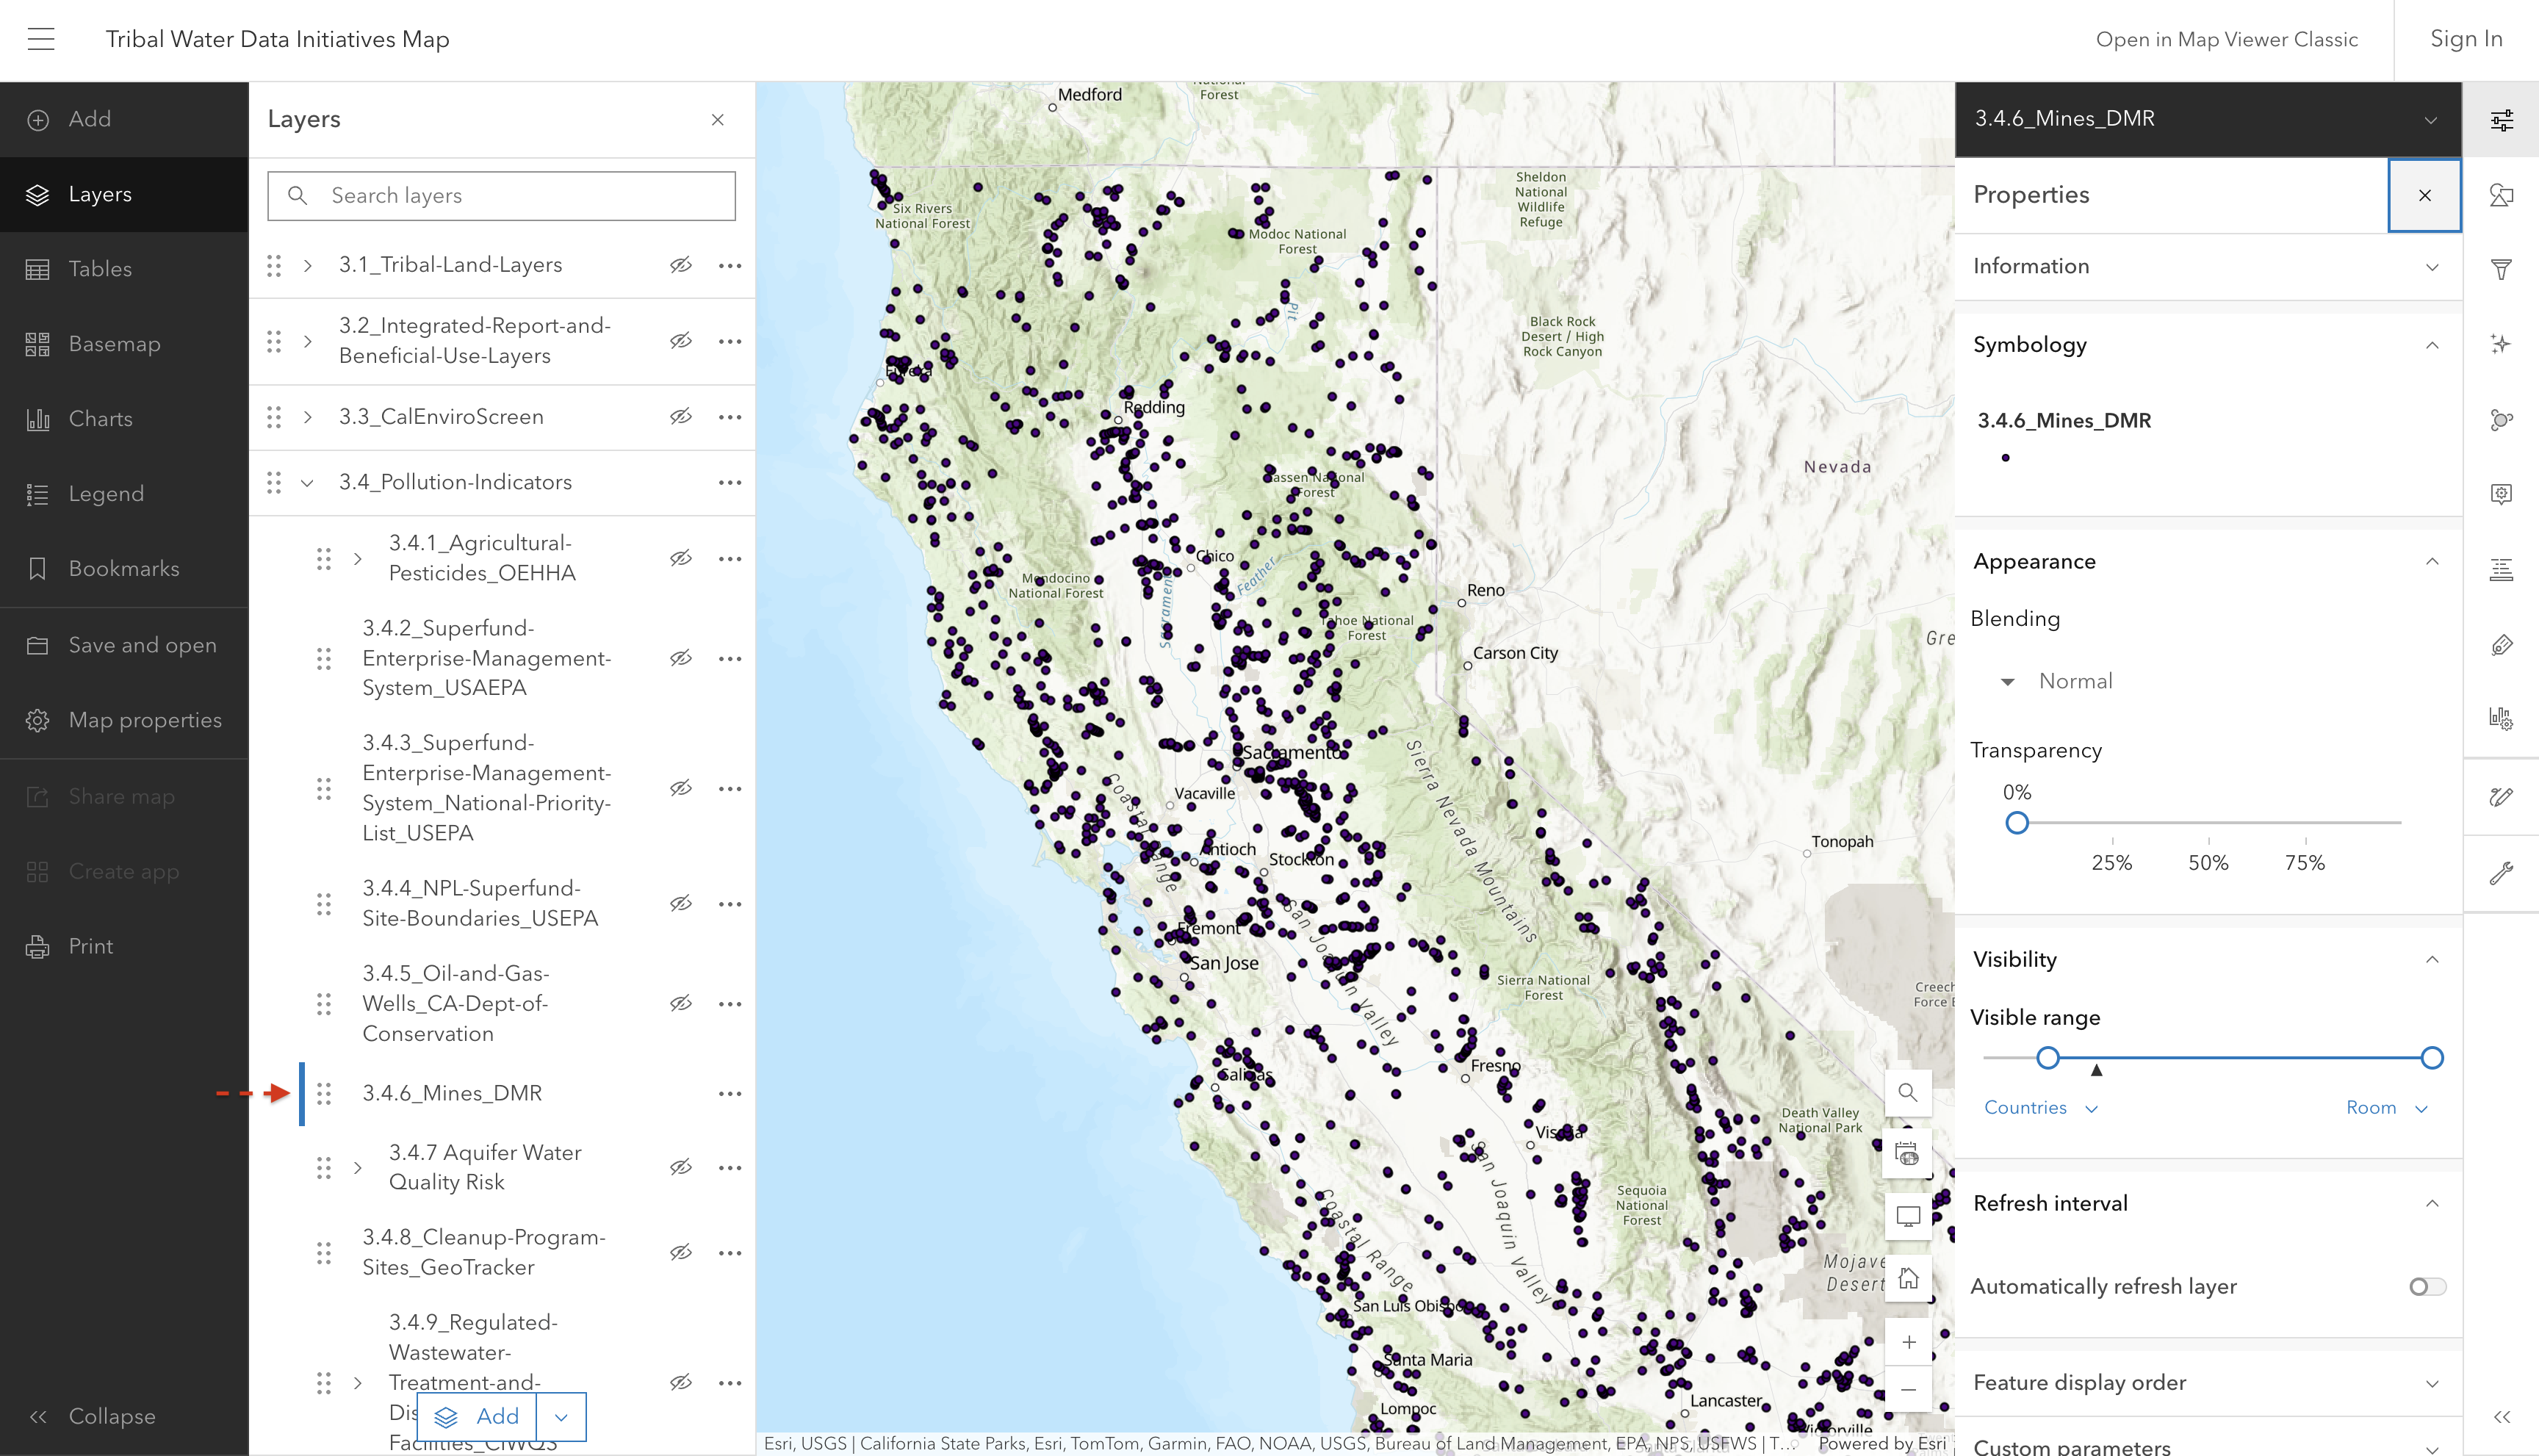 Tribal Water Data Initiatives Map
Open in Map Viewer Classic
Sign In
Add
Layers
Tables
Basemap
Charts
Legend
Bookmarks
Save and open
Map properties
Share map
Create app
Print
Collapse
Layers
Search layers
3.1_Tribal-Land-Layers
3.2_Integrated-Report-and-
Beneficial-Use-Layers
3.3_CalEnviroScreen
3.4_Pollution-Indicators
3.4.1_Agricultural-
Pesticides_OEHHA
3.4.2_Superfund-
Enterprise-Management-
System_USAEPA
3.4.3_Superfund-
Enterprise-Management-
System_National-Priority-
List_USEPA
3.4.4_NPL-Superfund-
Site-Boundaries_USEPA
3.4.5_Oil-and-Gas-
Wells_CA-Dept-of-
Conservation
3.4.6_Mines_DMR
3.4.7 Aquifer Water
Quality Risk
3.4.8_Cleanup-Program-
Sites_GeoTracker
3.4.9_Regulated-
Wastewater-
Treatment-and-
Dis
Facilities_CIWQS
Add
Medford
National
Forest
Six Rivers
National Forest
Sheldon
National
Wildlife
Refuge
Modoc National
Forest
Pit
Black Rock
Desert / High
Rock Canyon
Eureka
Redding
Nevada
Lassen National
Forest
Chico
Feather
Mendocino
National Forest
Sacrament
Reno
Tahoe National
Forest
Carson City
Gre
Sacramento
Vacaville
Coastal Range
Sierra Nevada Mountains
Antioch
Stockton
Tonopah
Fremont
San Joaquin Valley
San Jose
Sierra National
Forest
Creech
Force B
Salinas
Fresno
Death Valley
National Park
Visalia
San Joaquin Valley
Sequoia
National
Forest
Coastal Range
Mojave
Desert
San Luis Obispo
Santa Maria
Lancaster
Lompoc
Victorville
Esri, USGS | California State Parks, Esri, TomTom, Garmin, FAO, NOAA, USGS, Bureau of Land Management, EPA, NPS, USFWS | T...
Powered by Esri
3.4.6_Mines_DMR
Properties
Information
Symbology
3.4.6_Mines_DMR
Appearance
Blending
Normal
Transparency
0%
25% 50% 75%
Visibility
Visible range
Countries
Room
Refresh interval
Automatically refresh layer
Feature display order
Custom parameters